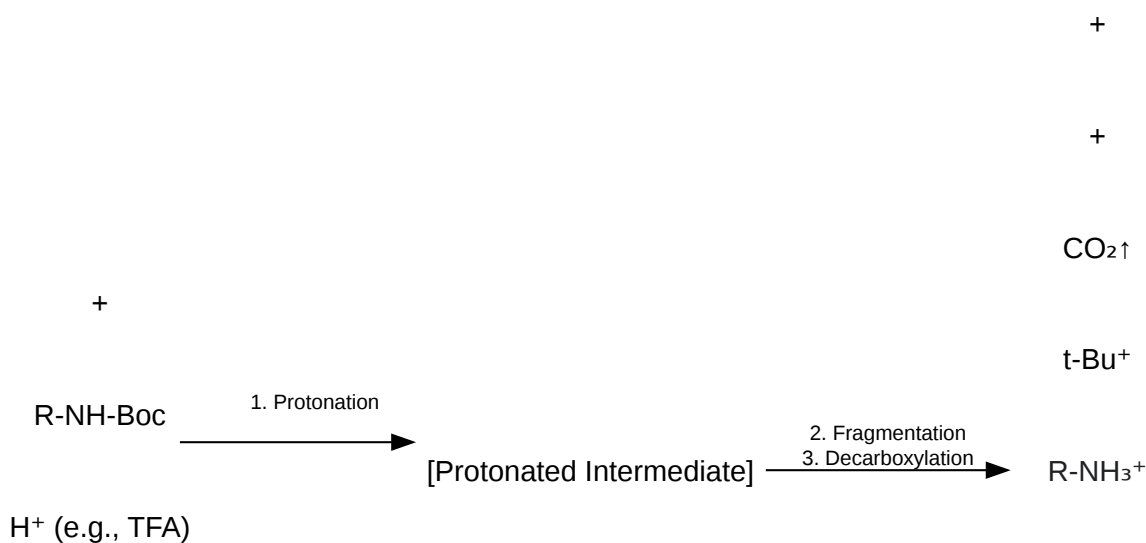 +
+
CO₂↑
+
t-Bu⁺
R-NH-Boc
1. Protonation
2. Fragmentation
3. Decarboxylation
[Protonated Intermediate]
R-NH₃⁺
H⁺ (e.g., TFA)